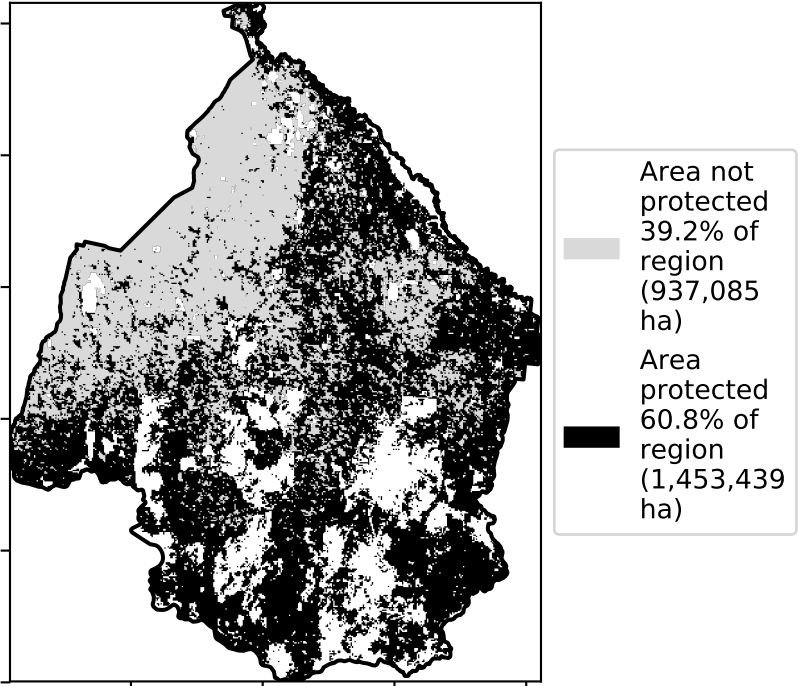 Area not
protected
39.2% of
region
(937,085
ha)
Area
protected
60.8% of
region
(1,453,439
ha)